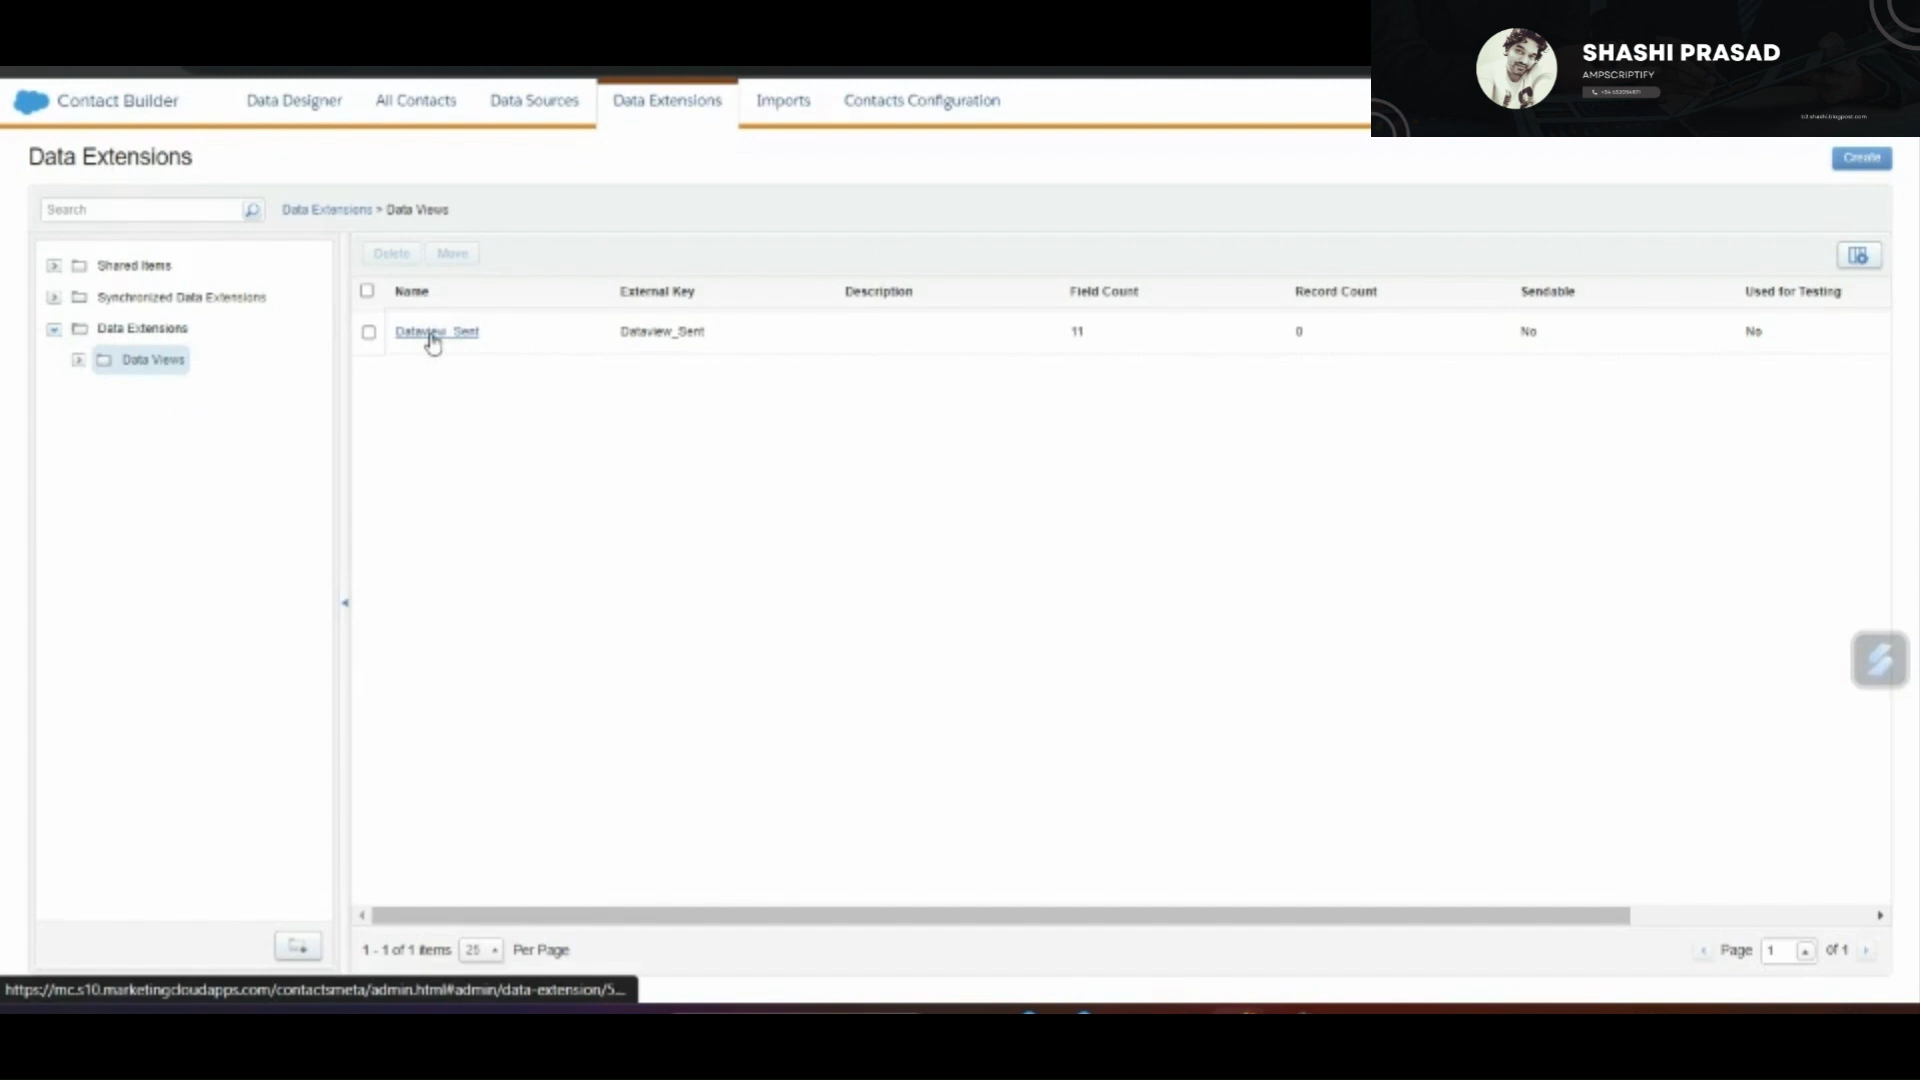 SHASHI PRASAD
AMPSCRIPTIFY
Contact Builder
Data Designer
All Contacts
Data Sources
Data Extensions
Imports
Contacts Configuration
Data Extensions
Create
Search
Data Extensions > Data Views
Shared Items
Synchronized Data Extensions
Data Extensions
Data Views
Delete Move
Name External Key Description Field Count Record Count Sendable Used for Testing
Dataview_Sent Dataview_Sent 11 0 No No
1 - 1 of 1 items 25 Per Page
Page 1 of 1
https://mc.s10.marketingcloudapps.com/contactsmeta/admin.html#admin/data-extension/5...